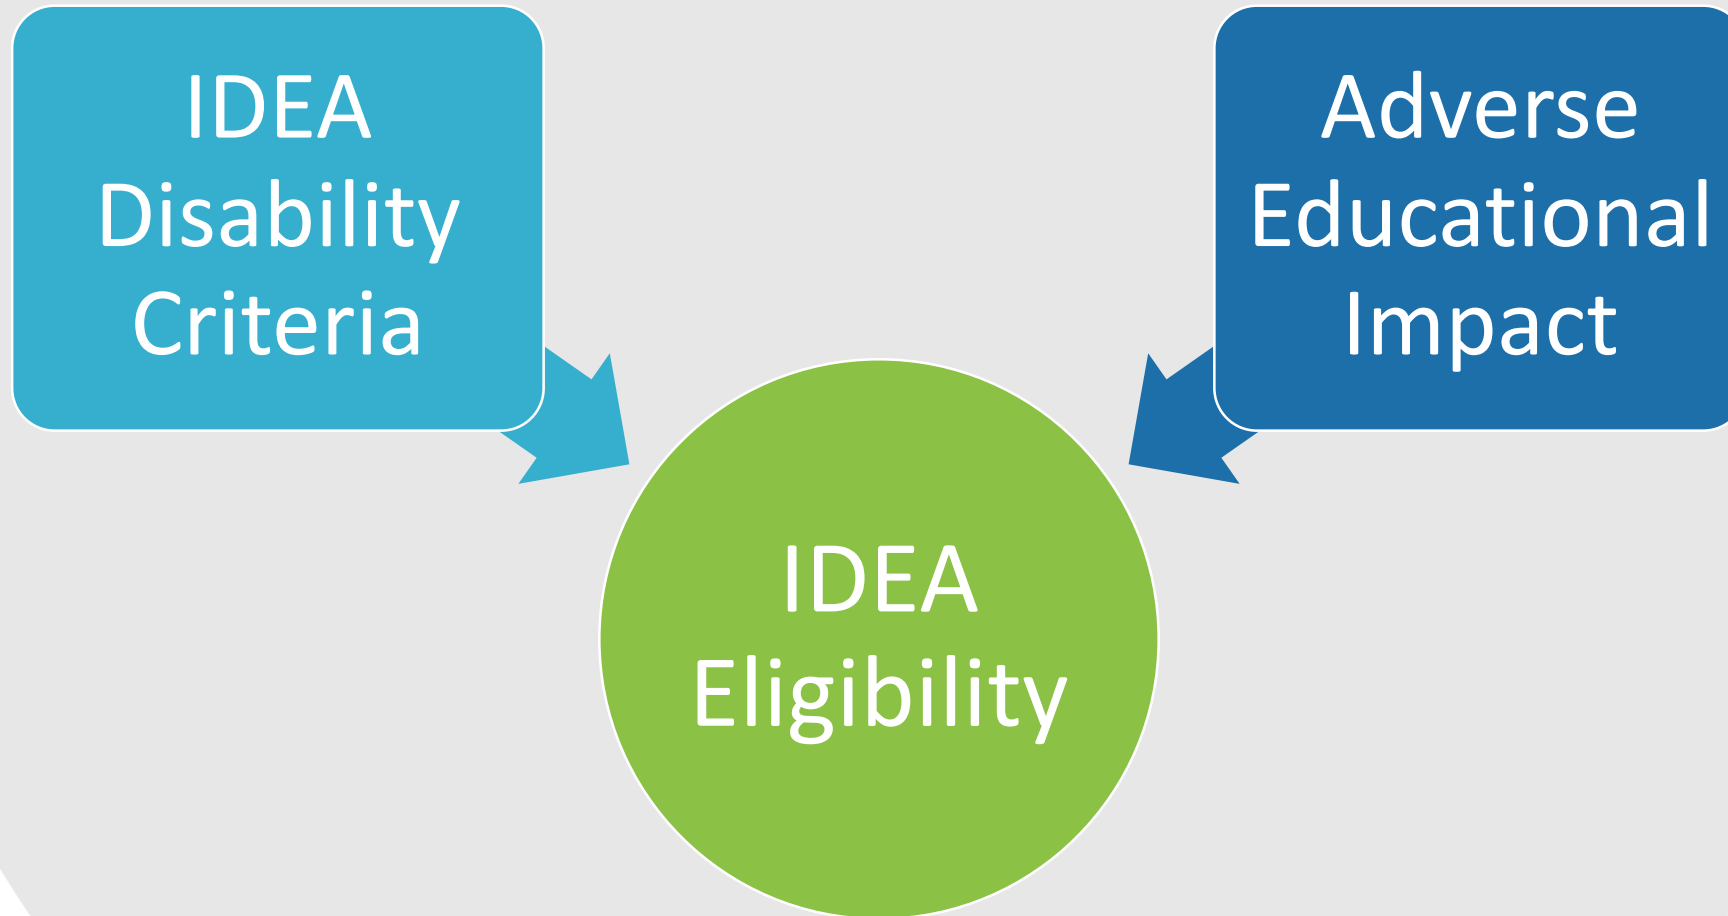 IDEA
Disability
Criteria
Adverse
Educational
Impact
IDEA
Eligibility